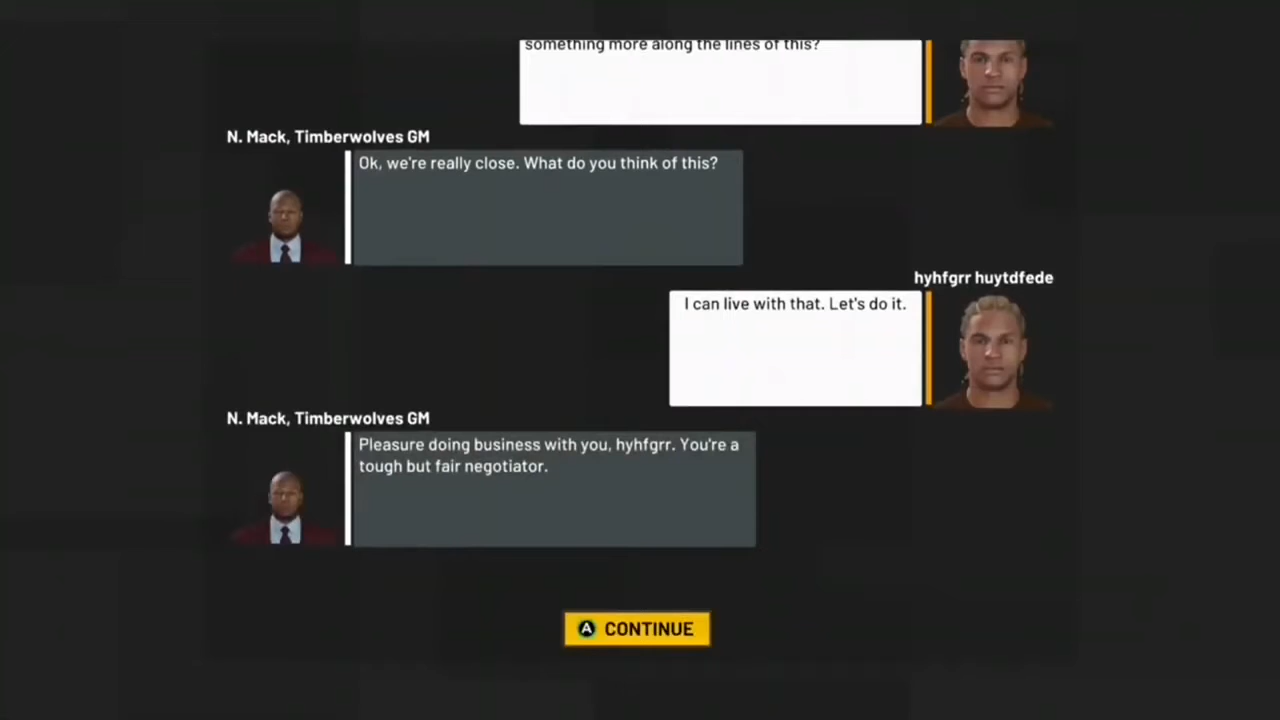 something more along the lines of this?
N. Mack, Timberwolves GM
Ok, we're really close. What do you think of this?
hyhfgrr huytdfede
I can live with that. Let's do it.
N. Mack, Timberwolves GM
Pleasure doing business with you, hyhfgrr. You're a
tough but fair negotiator.
A CONTINUE